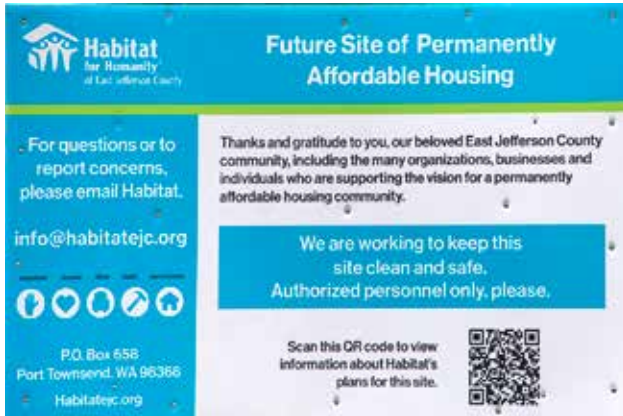 Habitat
for Humanity
of East Jefferson County
Future Site of Permanently
Affordable Housing
For questions or to
report concerns,
please email Habitat.
info@habitatejc.org
P.O. Box 658
Port Townsend, WA 98368
Habitatejc.org
Thanks and gratitude to you, our beloved East Jefferson County
community, including the many organizations, businesses and
individuals who are supporting the vision for a permanently
affordable housing community.
We are working to keep this
site clean and safe.
Authorized personnel only, please.
Scan this QR code to view
information about Habitat's
plans for this site.